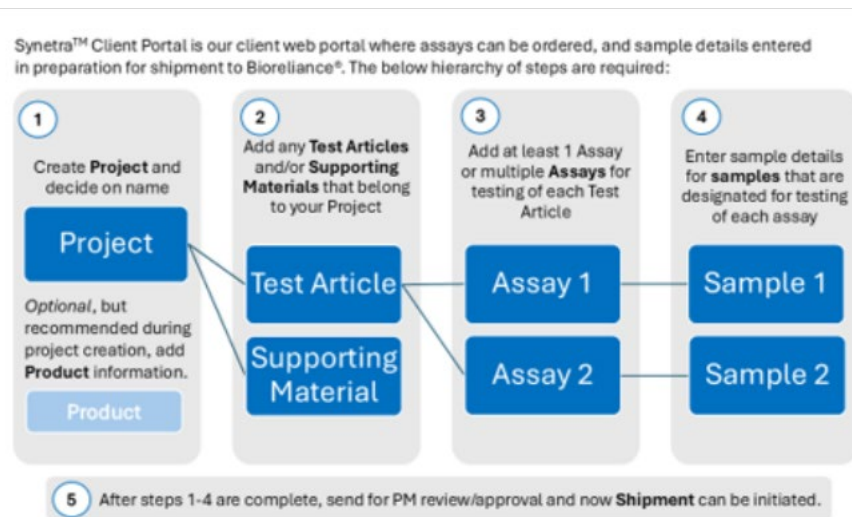 Synetra™ Client Portal is our client web portal where assays can be ordered, and sample details entered
in preparation for shipment to Bioreliance®. The below hierarchy of steps are required:
1
Create Project and
decide on name
Project
Optional, but
recommended during
project creation, add
Product information.
Product
2
Add any Test Articles
and/or Supporting
Materials that belong
to your Project
Test Article
Supporting
Material
3
Add at least 1 Assay
or multiple Assays for
testing of each Test
Article
Assay 1
Assay 2
4
Enter sample details
for samples that are
designated for testing
of each assay
Sample 1
Sample 2
5 After steps 1-4 are complete, send for PM review/approval and now Shipment can be initiated.